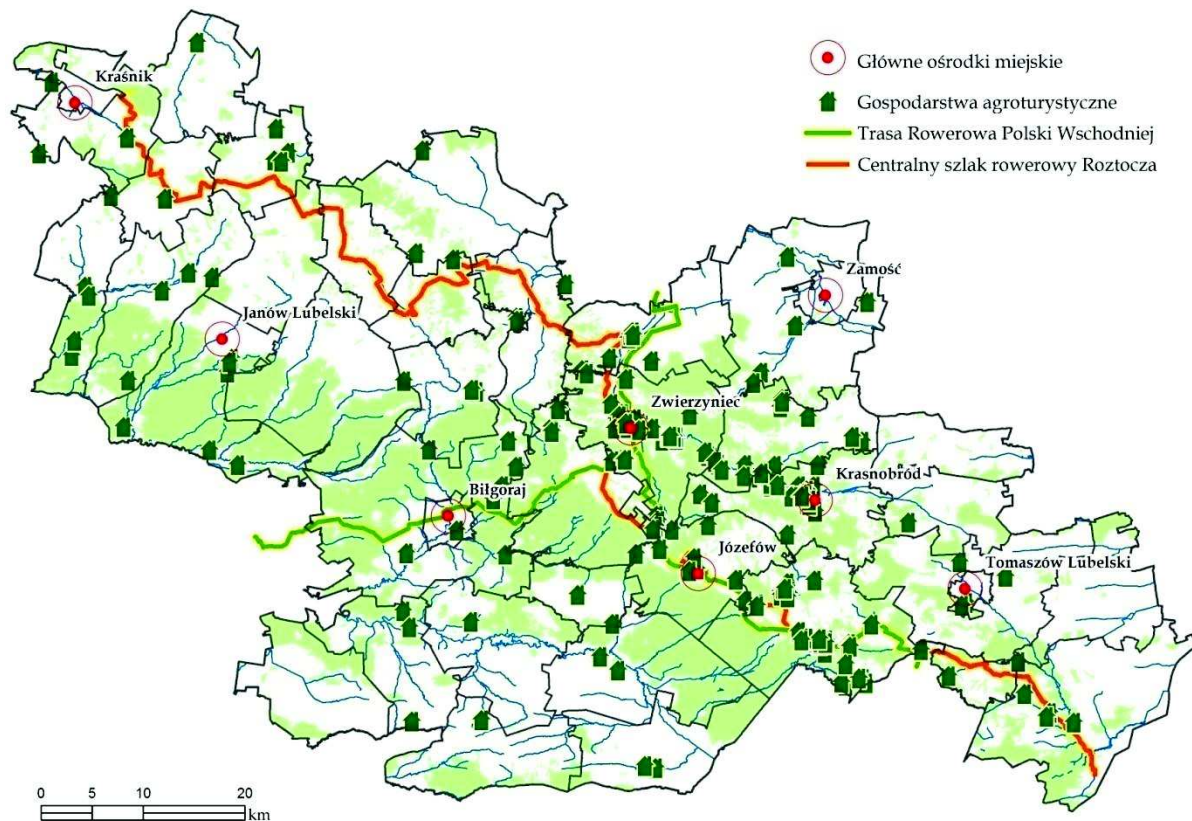 Kraśnik
Główne ośrodki miejskie
Gospodarstwa agroturystyczne
Trasa Rowerowa Polski Wschodniej
Centralny szlak rowerowy Roztocza
Zamość
Janów Lubelski
Zwierzyniec
Krasnobród
Biłgoraj
Józefów
Tomaszów Lubelski
0 5 10 20
km